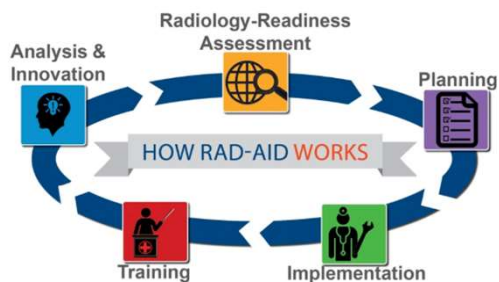 Radiology-Readiness
Assessment
Analysis &
Innovation
Planning
HOW RAD-AID WORKS
Training
Implementation